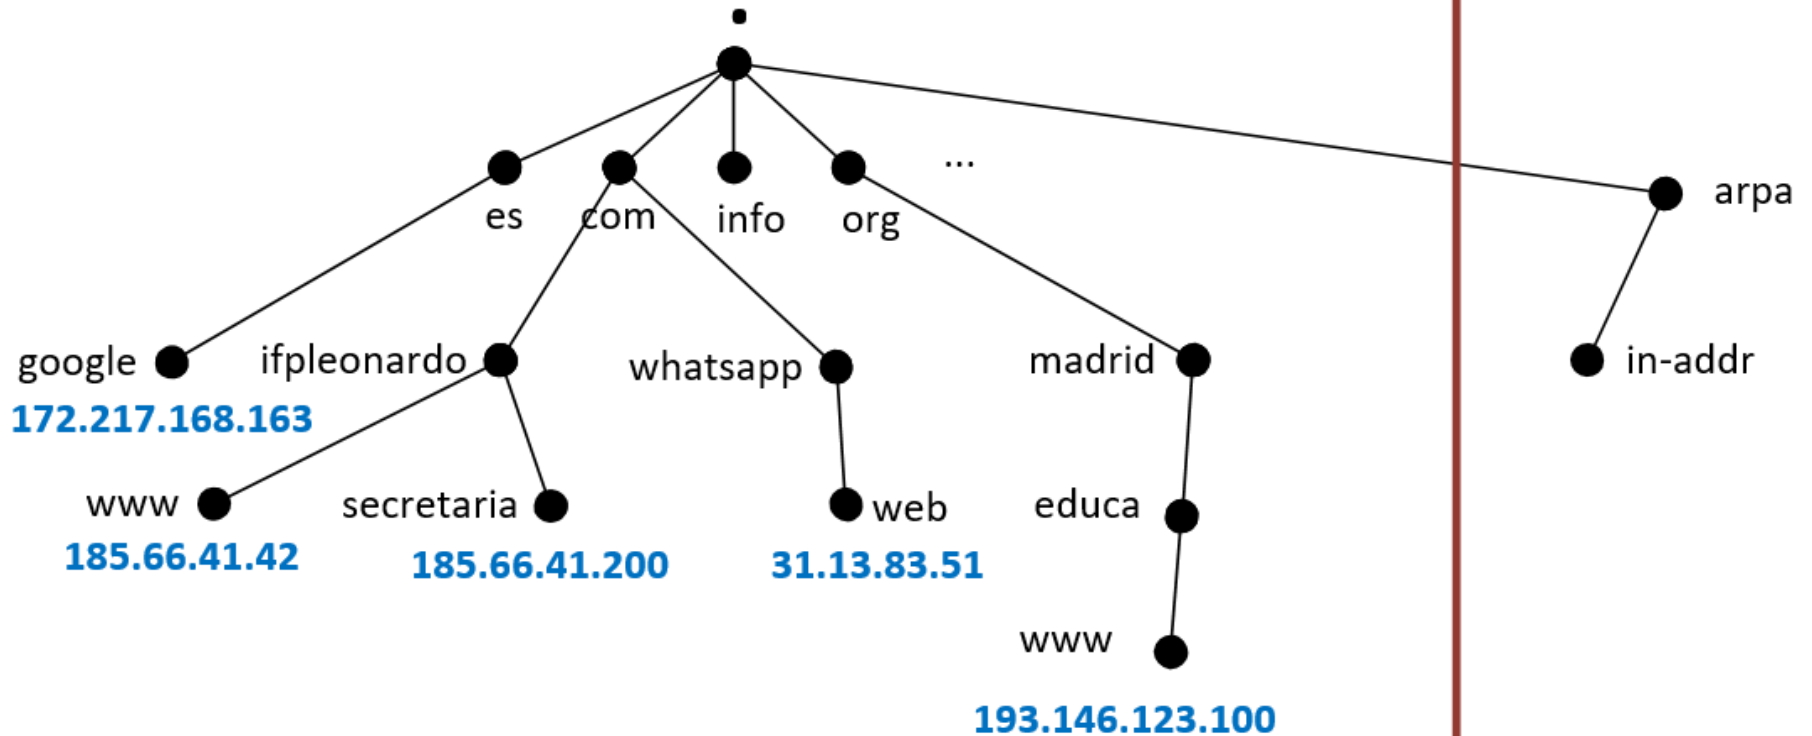 .
es
com
info
org
...
arpa
google
172.217.168.163
ifpleonardo
whatsapp
madrid
in-addr
www
185.66.41.42
secretaria
185.66.41.200
web
31.13.83.51
educa
www
193.146.123.100